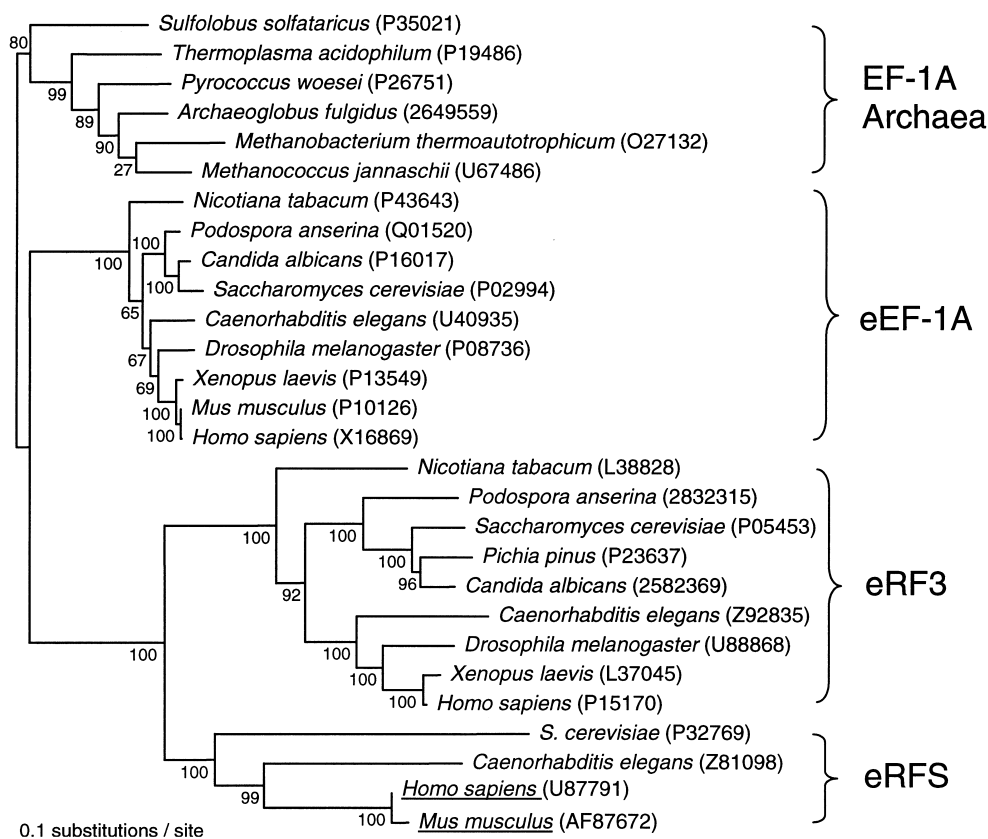 Sulfolobus solfataricus (P35021)
80
Thermoplasma acidophilum (P19486)
Pyrococcus woesei (P26751)
EF-1A
99
Archaeoglobus fulgidus (2649559)
Archaea
89
Methanobacterium thermoautotrophicum (O27132)
90
Methanococcus jannaschii (U67486)
27
Nicotiana tabacum (P43643)
Podospora anserina (Q01520)
100
100
Candida albicans (P16017)
100
Saccharomyces cerevisiae (P02994)
65
Caenorhabditis elegans (U40935)
eEF-1A
Drosophila melanogaster (P08736)
67
Xenopus laevis (P13549)
69
Mus musculus (P10126)
100
Homo sapiens (X16869)
100
Nicotiana tabacum (L38828)
Podospora anserina (2832315)
Saccharomyces cerevisiae (P05453)
100
100
Pichia pinus (P23637)
100
Candida albicans (2582369)
96
eRF3
92
Caenorhabditis elegans (Z92835)
Drosophila melanogaster (U88868)
100
100
Xenopus laevis (L37045)
100
Homo sapiens (P15170)
100
S. cerevisiae (P32769)
Caenorhabditis elegans (Z81098)
100
eRFS
Homo sapiens (U87791)
99
Mus musculus (AF87672)
100
0.1 substitutions / site